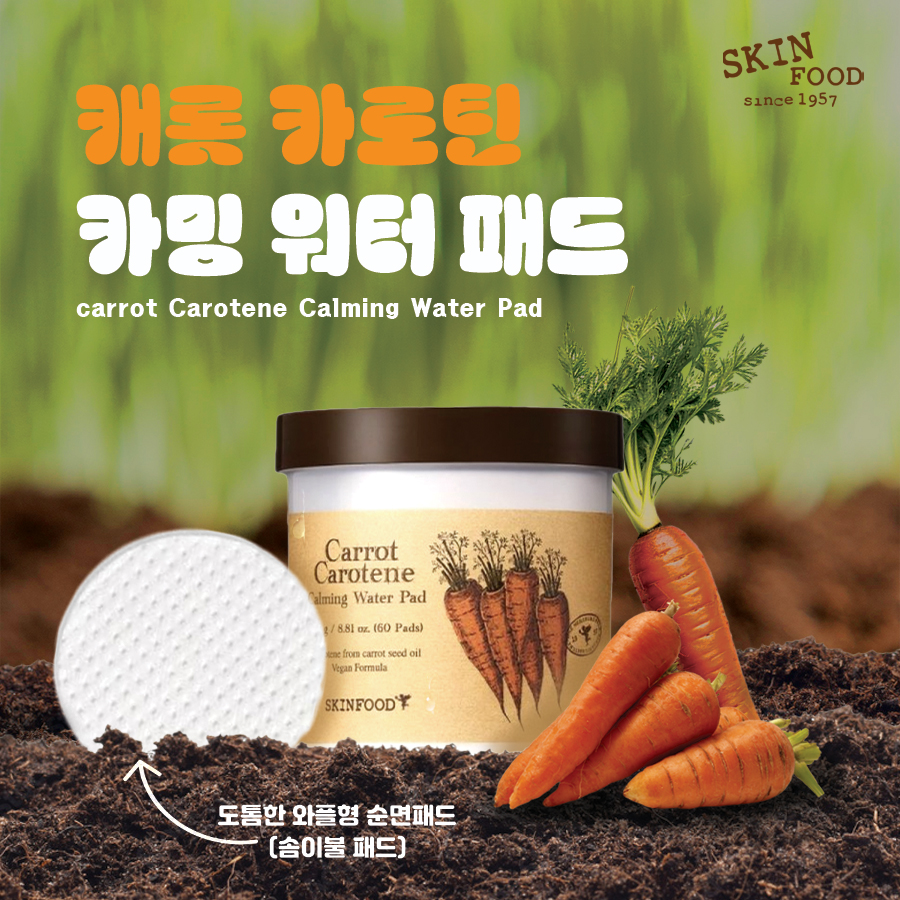 SKIN
FOOD
since 1957
캐롯 카로틴
카밍 워터 패드
carrot Carotene Calming Water Pad
Carrot
Carotene
alming Water Pad
g / 8.81 oz. (60 Pads)
tene from carrot seed oil
Vegan Formula
SKINFOOD
도톰한 와플형 순면패드
(솜이불 패드)